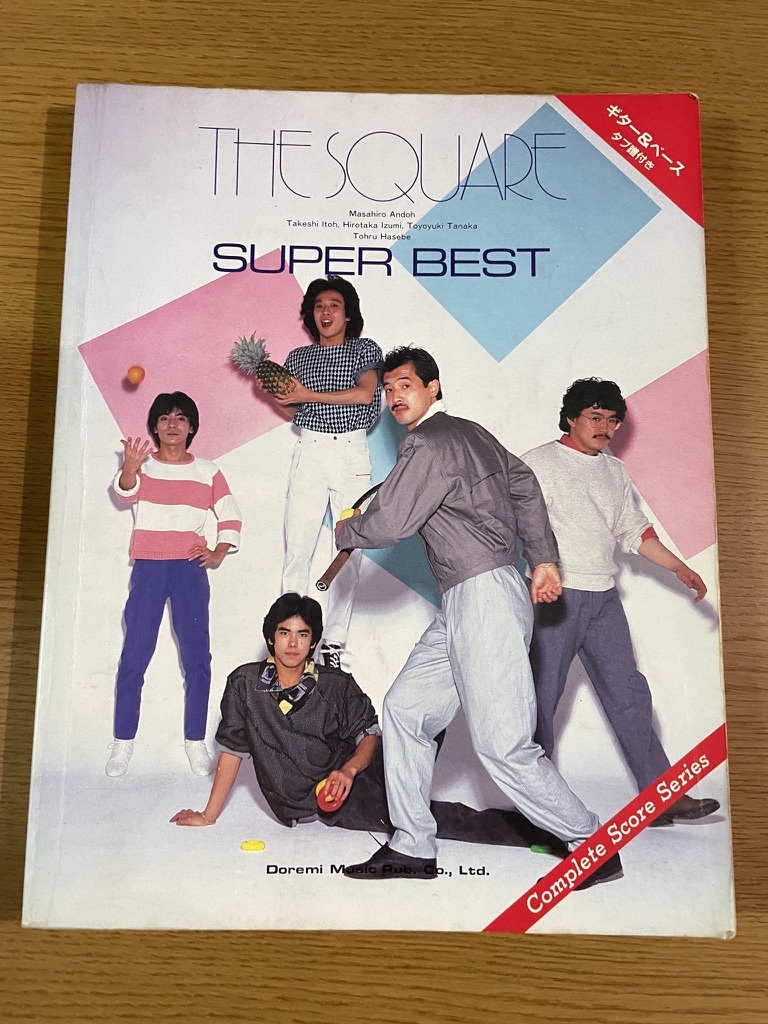 THE SQUARE
ギター&ベース
タブ譜付き
Masahiro Andoh
Takeshi Itoh, Hirotaka Izumi, Toyoyuki Tanaka
Tohru Hasebe
SUPER BEST
Doremi Music Pub. Co., Ltd.
Complete Score Series